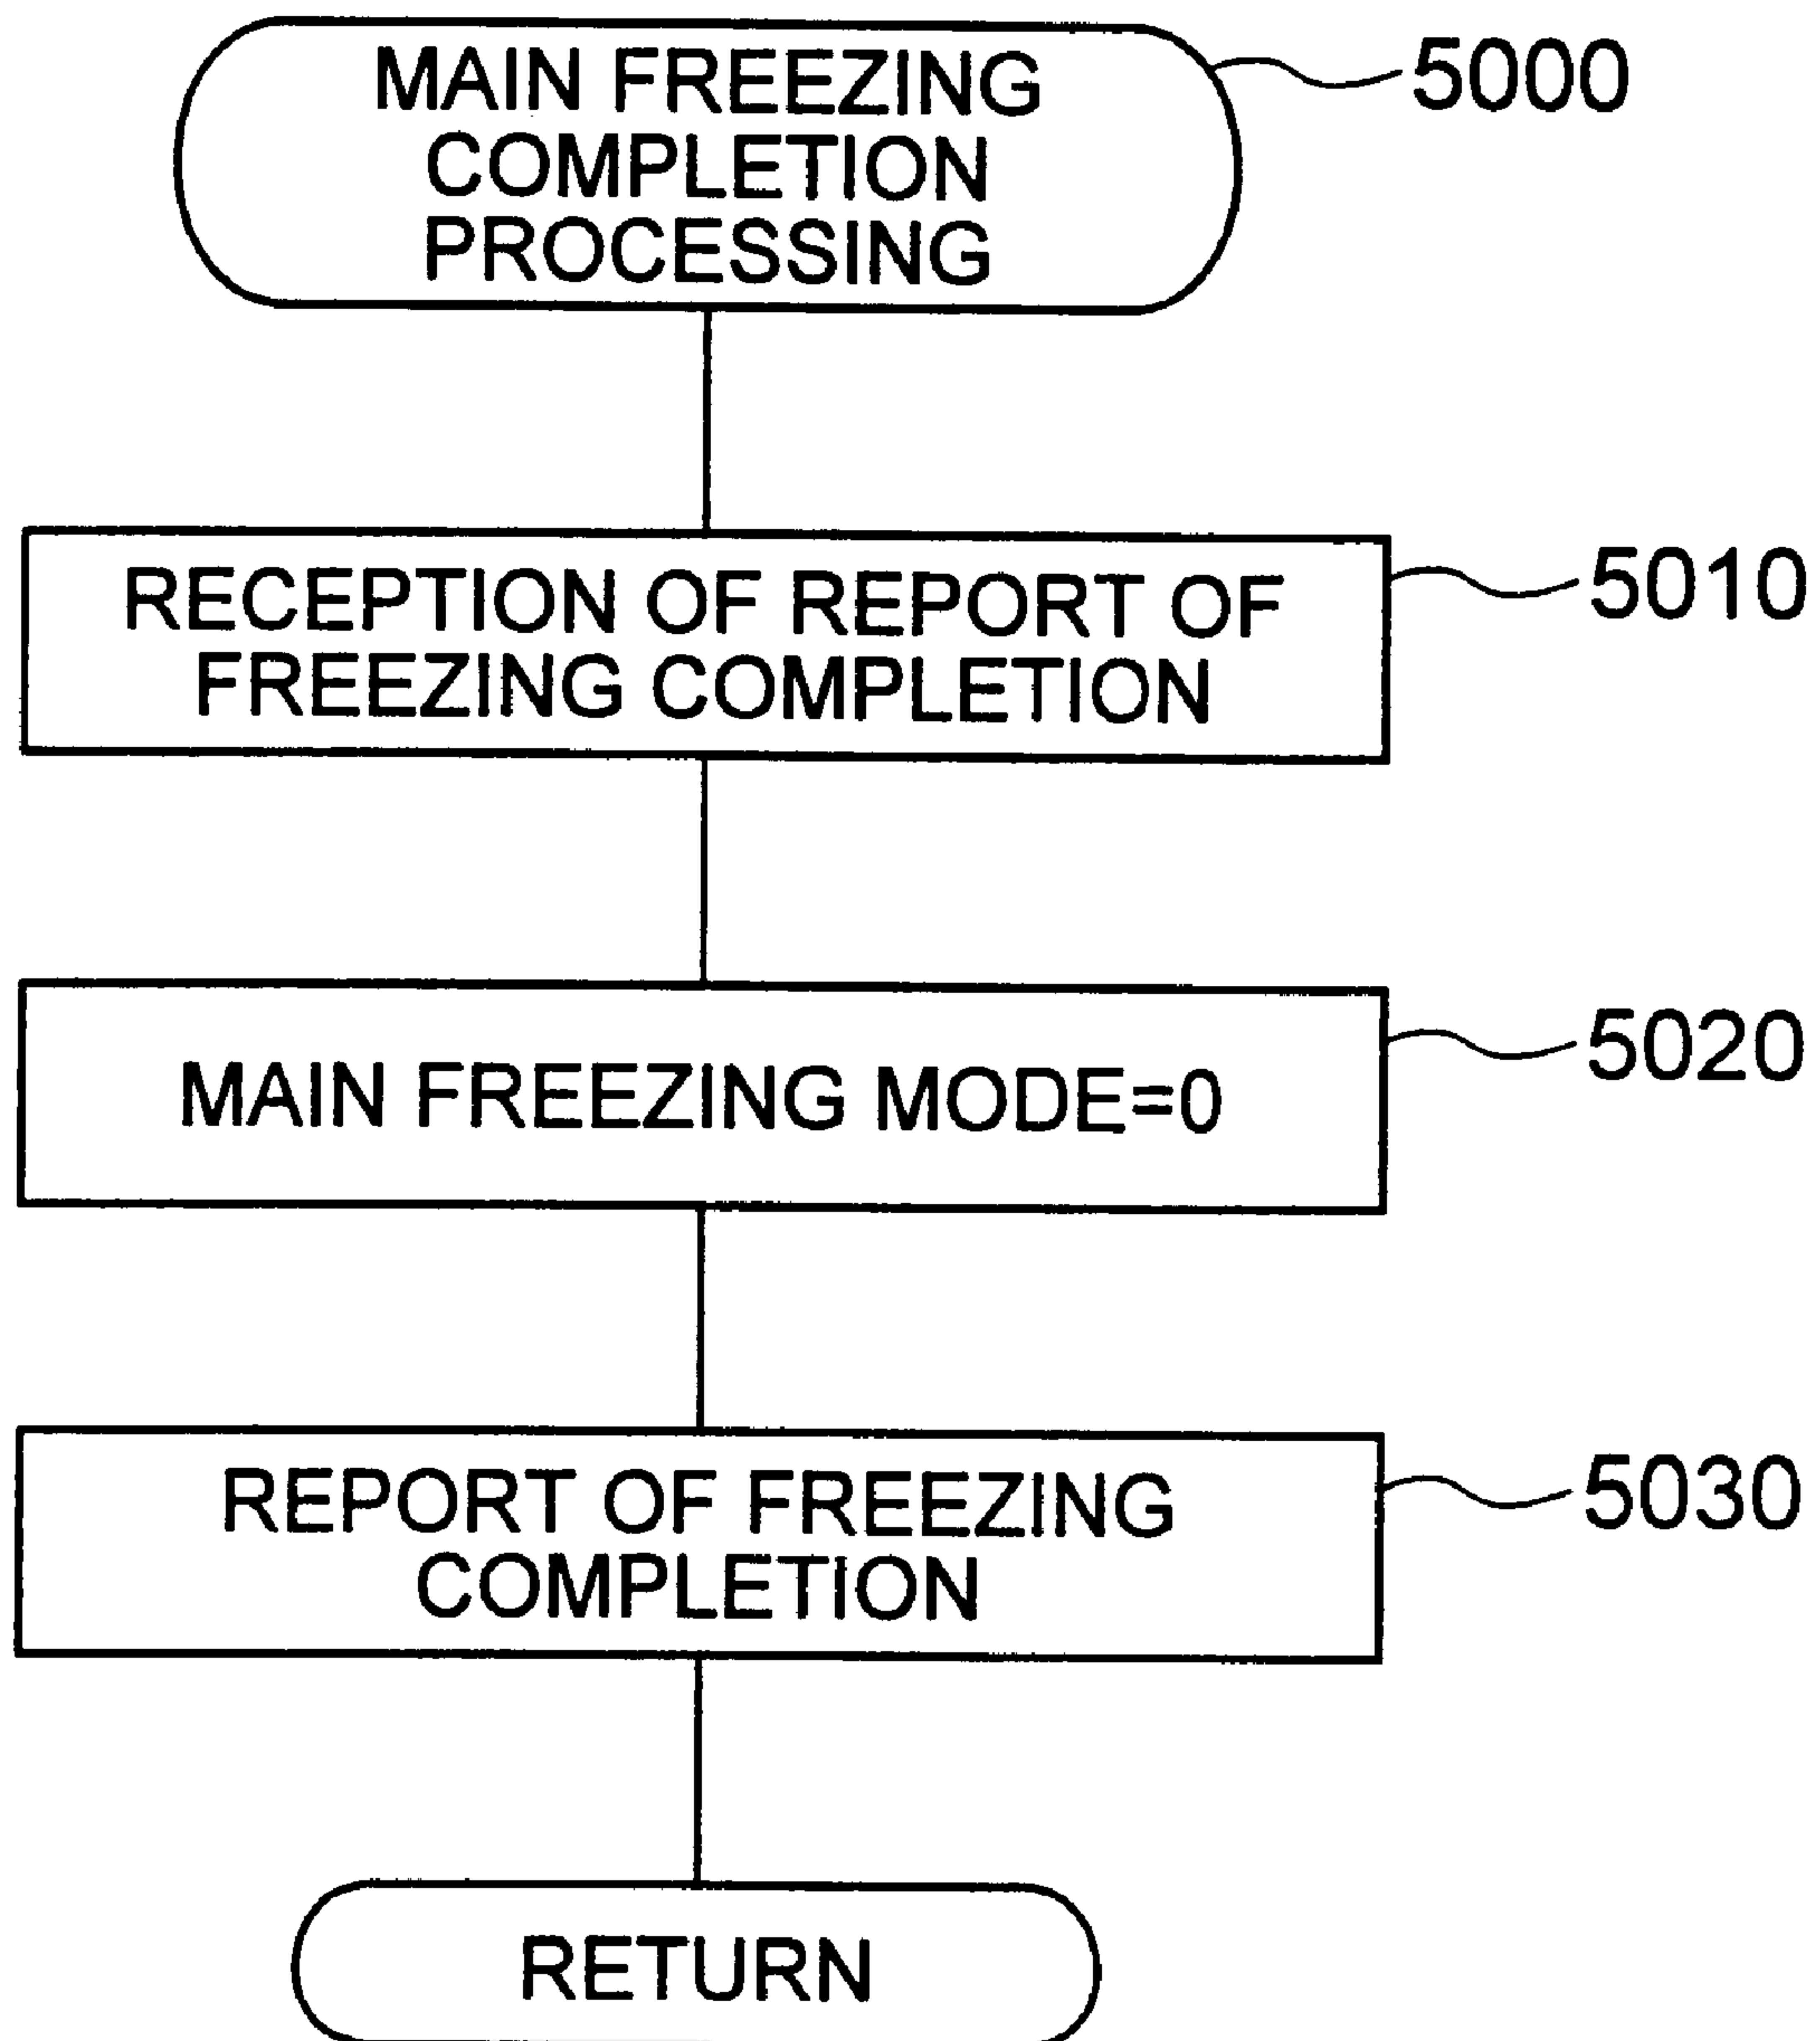 MAIN FREEZING
COMPLETION
PROCESSING
5000
RECEPTION OF REPORT OF
FREEZING COMPLETION
5010
MAIN FREEZING MODE=0
5020
REPORT OF FREEZING
COMPLETION
5030
RETURN